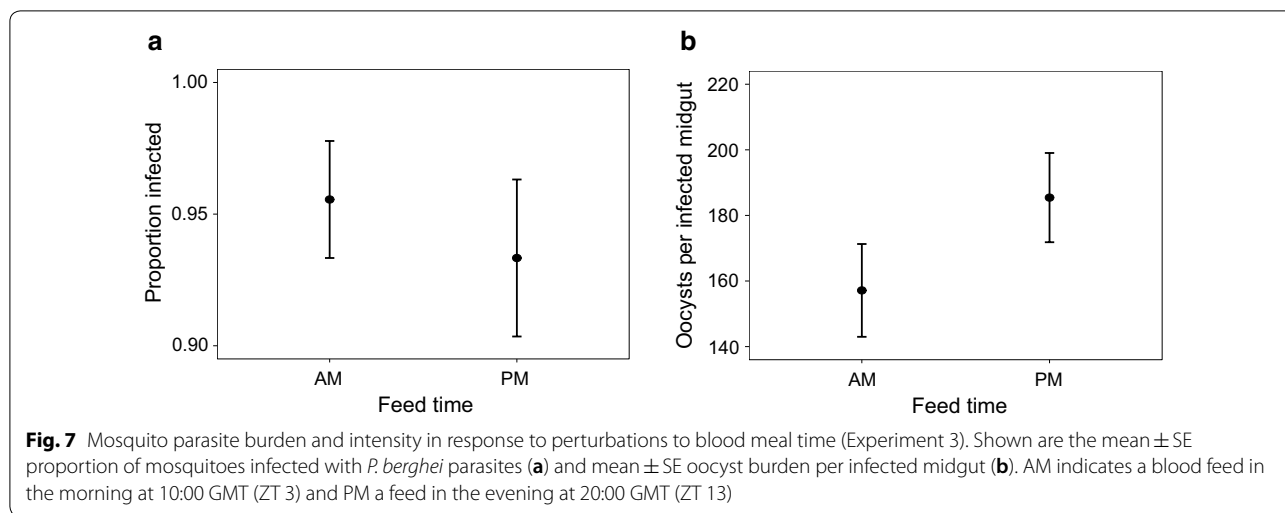 a
1.00
0.95
0.90
Proportion infected
AM
PM
Feed time
b
220
200
180
160
140
Oocysts per infected midgut
AM
PM
Feed time
Fig. 7 Mosquito parasite burden and intensity in response to perturbations to blood meal time (Experiment 3). Shown are the mean ± SE
proportion of mosquitoes infected with P. berghei parasites (a) and mean ± SE oocyst burden per infected midgut (b). AM indicates a blood feed in
the morning at 10:00 GMT (ZT 3) and PM a feed in the evening at 20:00 GMT (ZT 13)